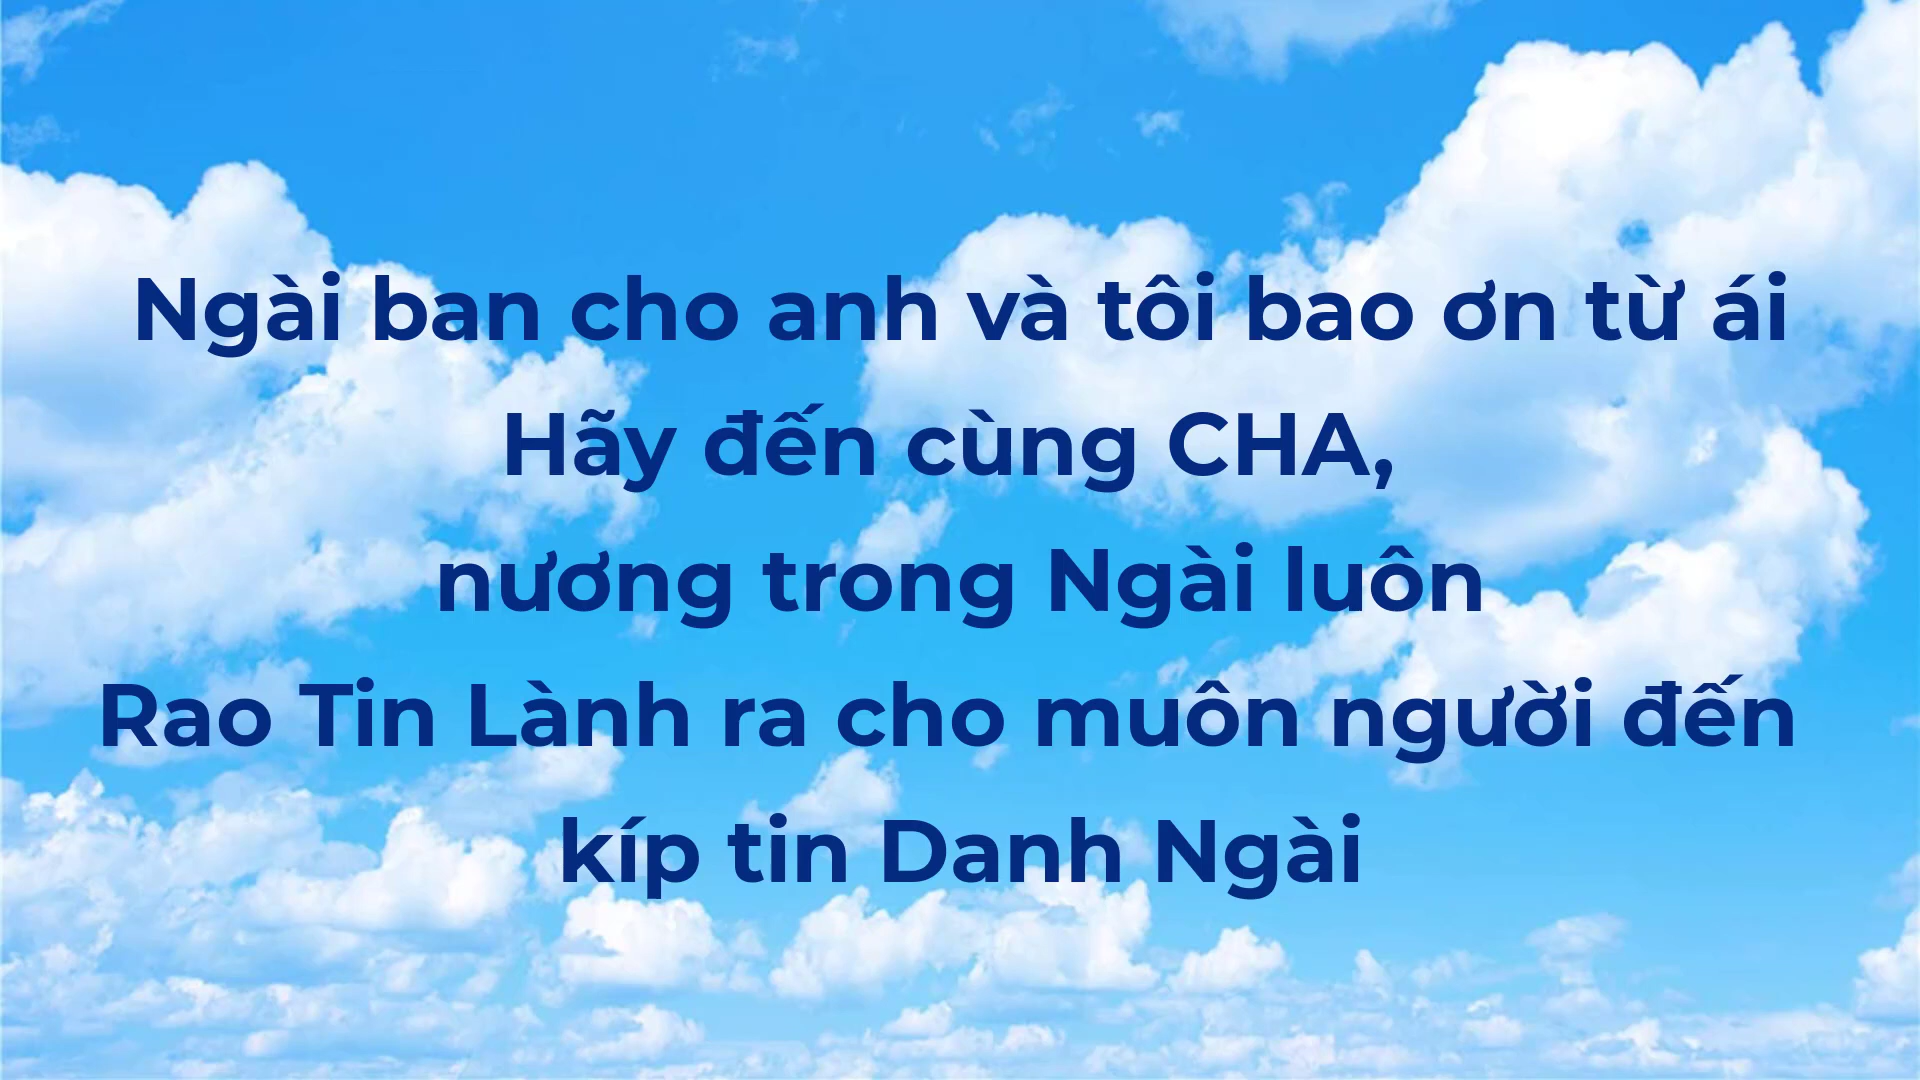 Ngài ban cho anh và tôi bao ơn từ ái
Hãy đến cùng CHA,
nương trong Ngài luôn
Rao Tin Lành ra cho muôn người đến
kíp tin Danh Ngài